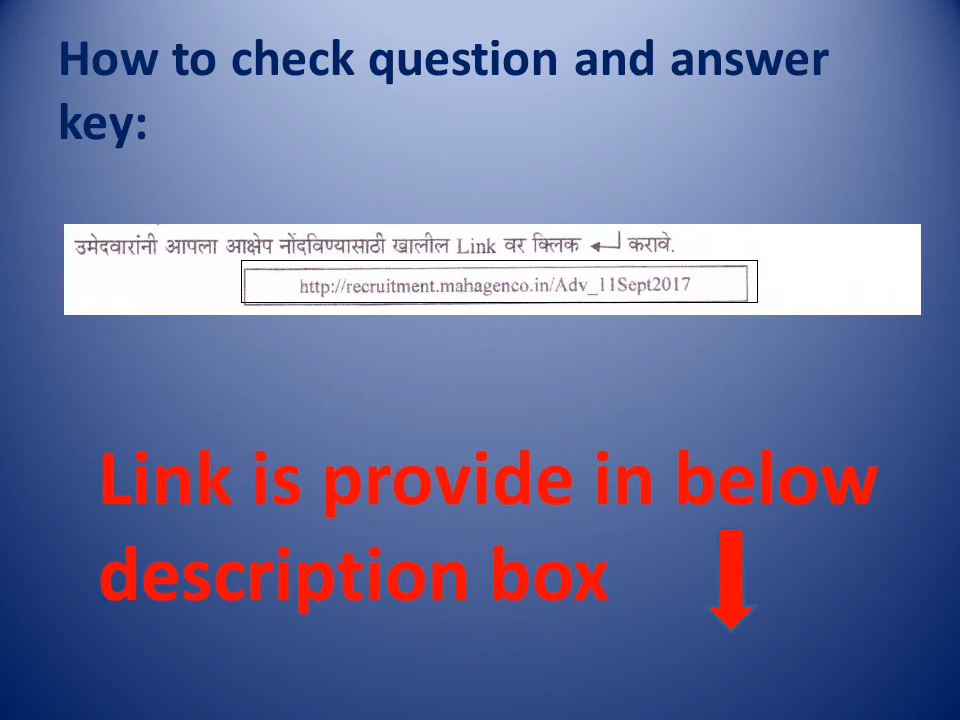 How to check question and answer
key:
उमेदवारांनी आपला आक्षेप नोंदविण्यासाठी खालील Link वर क्लिक करावे.
http://recruitment.mahagenco.in/Adv_11Sept2017
Link is provide in below
description box